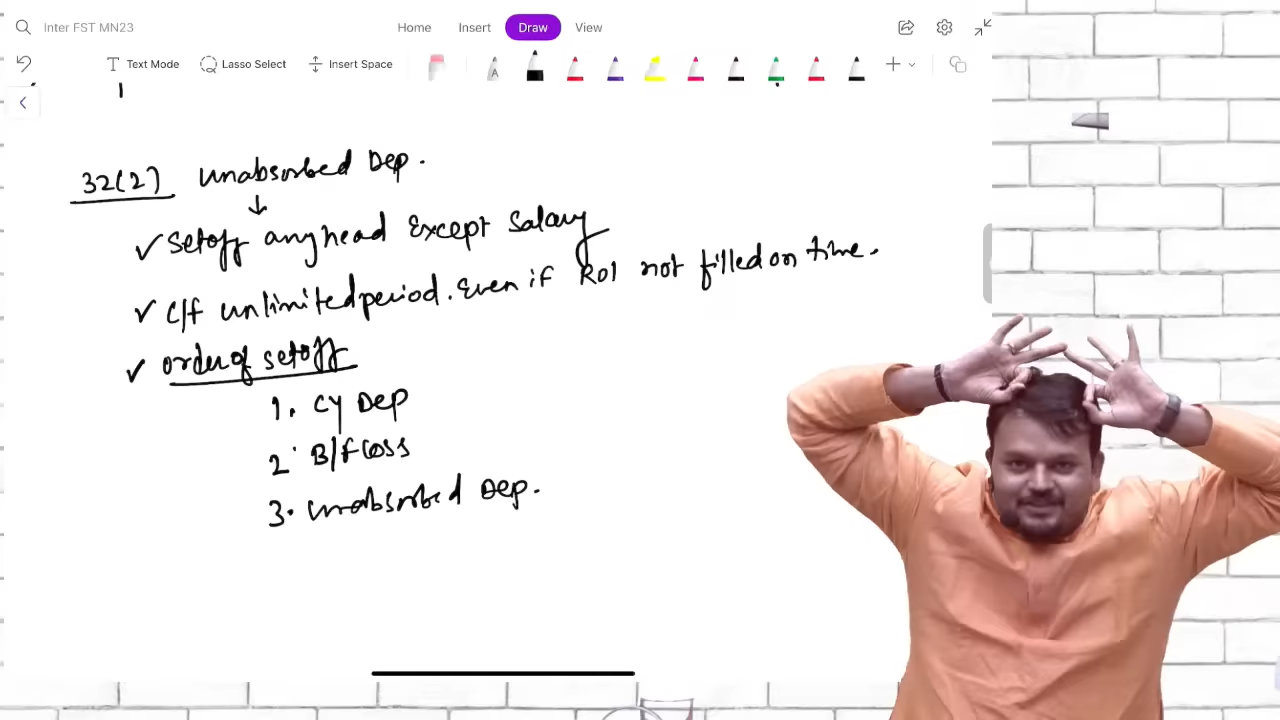 Inter FST MN23
Home Insert Draw View
Text Mode Lasso Select Insert Space
32(2) Unabsorbed Dep.
✓ Setoff any head Except Salary
✓ C/f unlimited period. Even if ROI not filled on time.
✓ order of setoff
1. CY Dep
2. B/F Loss
3. Unabsorbed Dep.